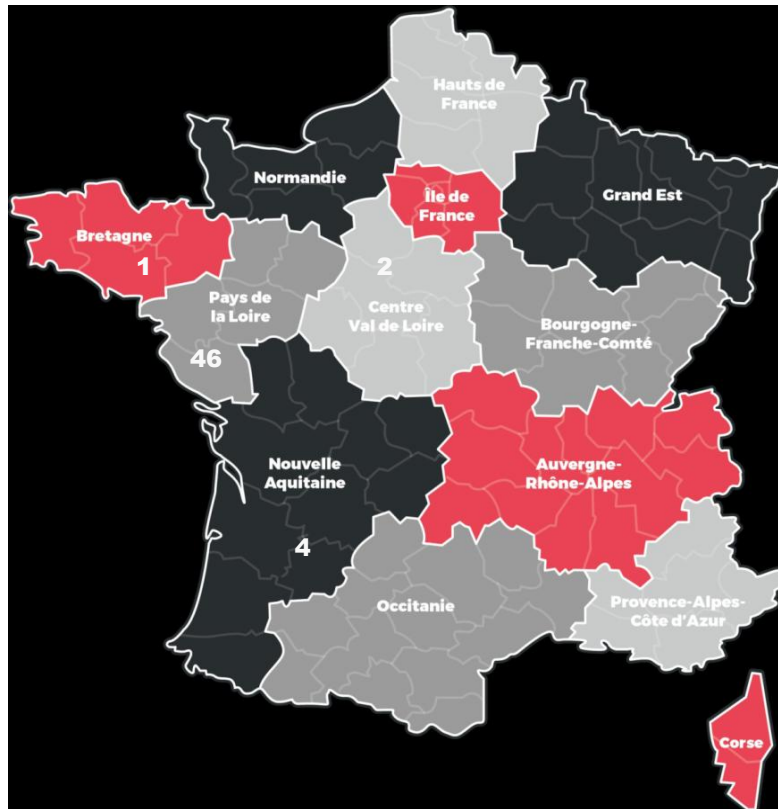 Hauts de
France
Normandie
Île de
France
Grand Est
Bretagne
1
2
Pays de
la Loire
Centre
Val de Loire
Bourgogne-
Franche-Comté
46
Nouvelle
Aquitaine
Auvergne-
Rhône-Alpes
4
Occitanie
Provence-Alpes-
Côte d'Azur
Corse